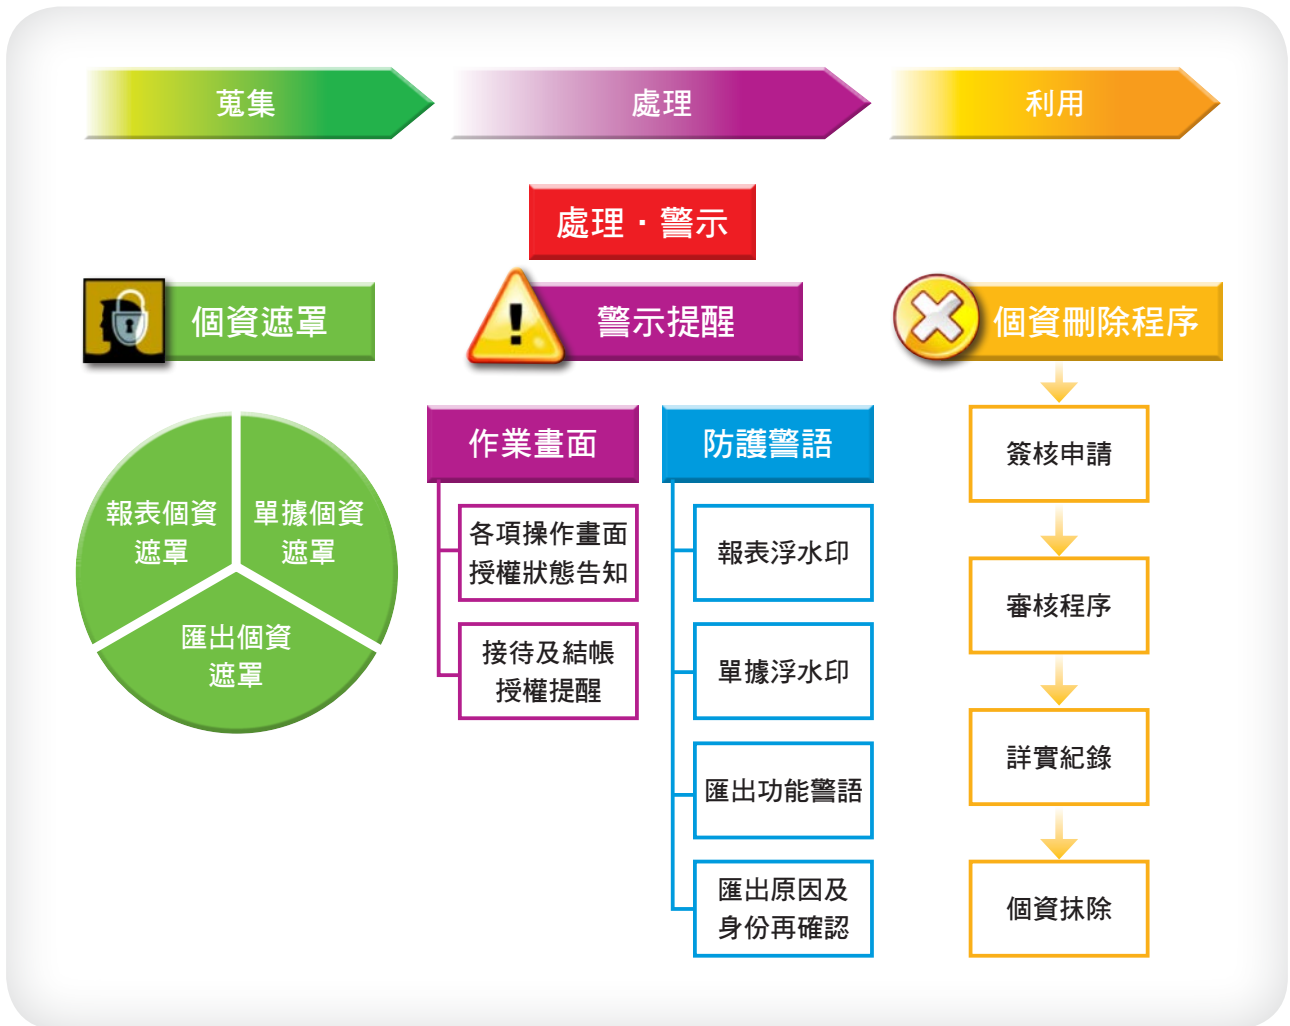 蒐集
處理
利用
處理・警示
個資遮罩
警示提醒
個資刪除程序
報表個資
遮罩
單據個資
遮罩
匯出個資
遮罩
作業畫面
各項操作畫面
授權狀態告知
接待及結帳
授權提醒
防護警語
報表浮水印
單據浮水印
匯出功能警語
匯出原因及
身份再確認
簽核申請
審核程序
詳實紀錄
個資抹除